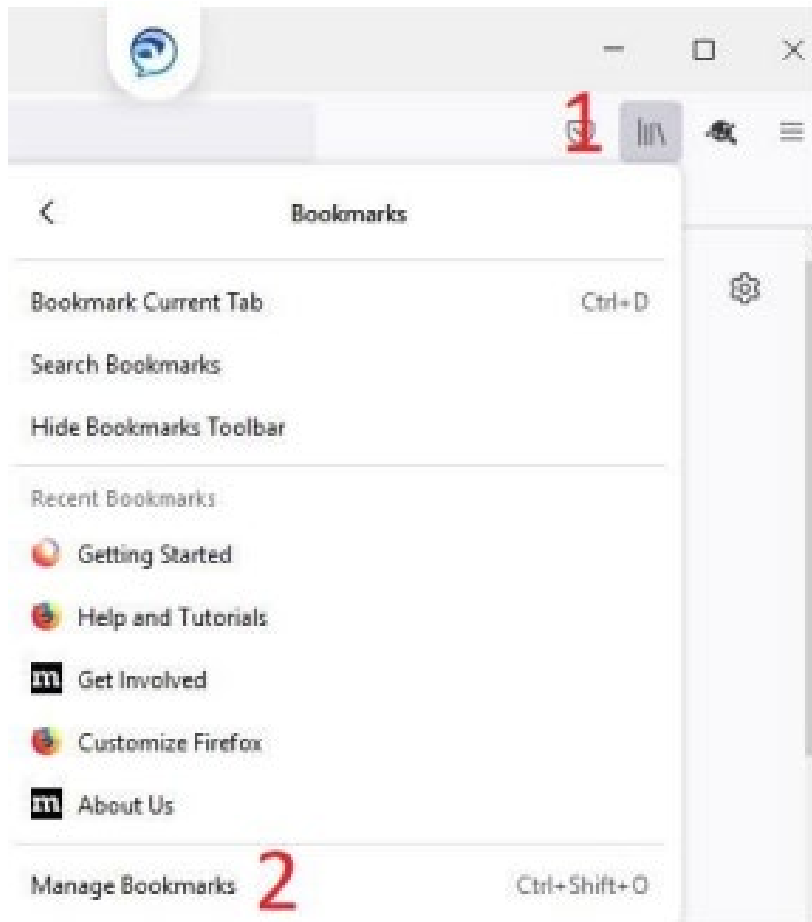 1
Bookmarks
Bookmark Current Tab Ctrl+D
Search Bookmarks
Hide Bookmarks Toolbar
Recent Bookmarks
Getting Started
Help and Tutorials
m Get Involved
Customize Firefox
m About Us
Manage Bookmarks 2 Ctrl+Shift+O